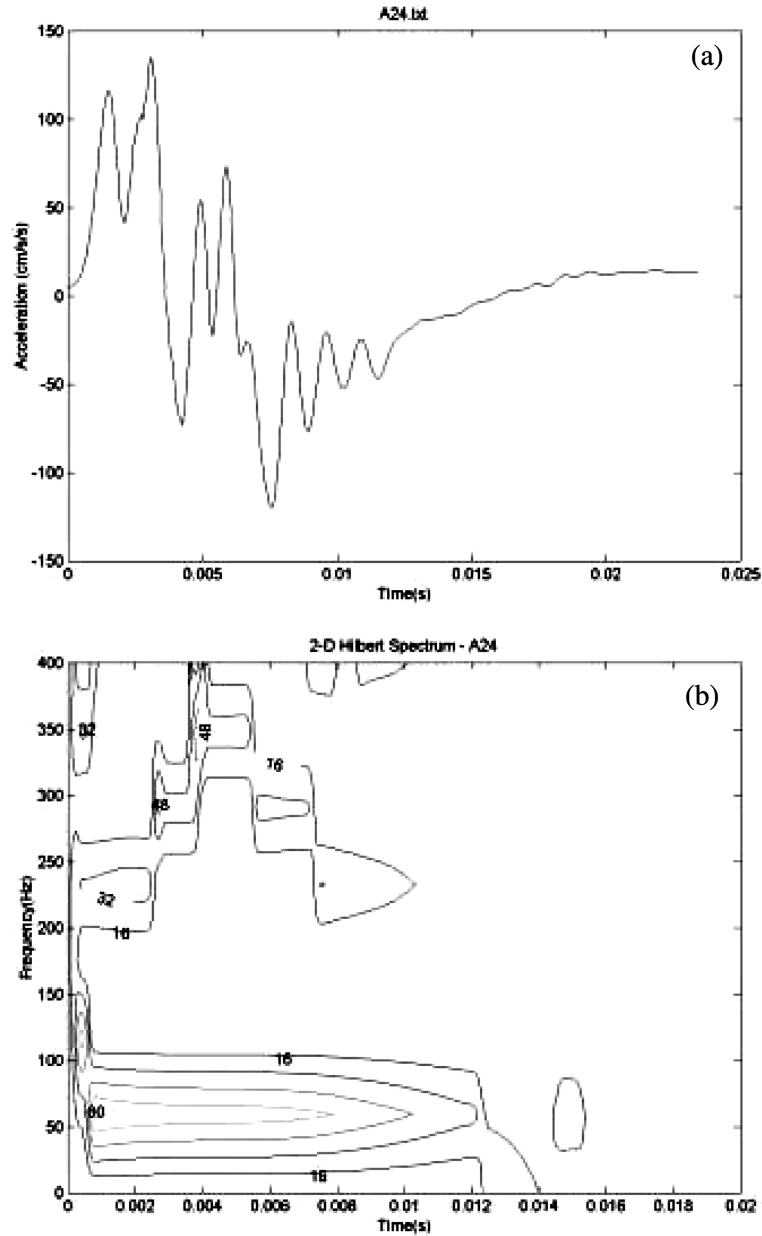 A24.txt
(a)
150
100
50
0
-50
-100
-150
Acceleration (cm/s/s)
0 0.005 0.01 0.015 0.02 0.025
Time(s)
2-D Hilbert Spectrum - A24
(b)
400
350
300
250
200
150
100
50
0
Frequency(Hz)
32
48
16
48
32
16
16
80
16
0 0.002 0.004 0.006 0.008 0.01 0.012 0.014 0.016 0.018 0.02
Time(s)